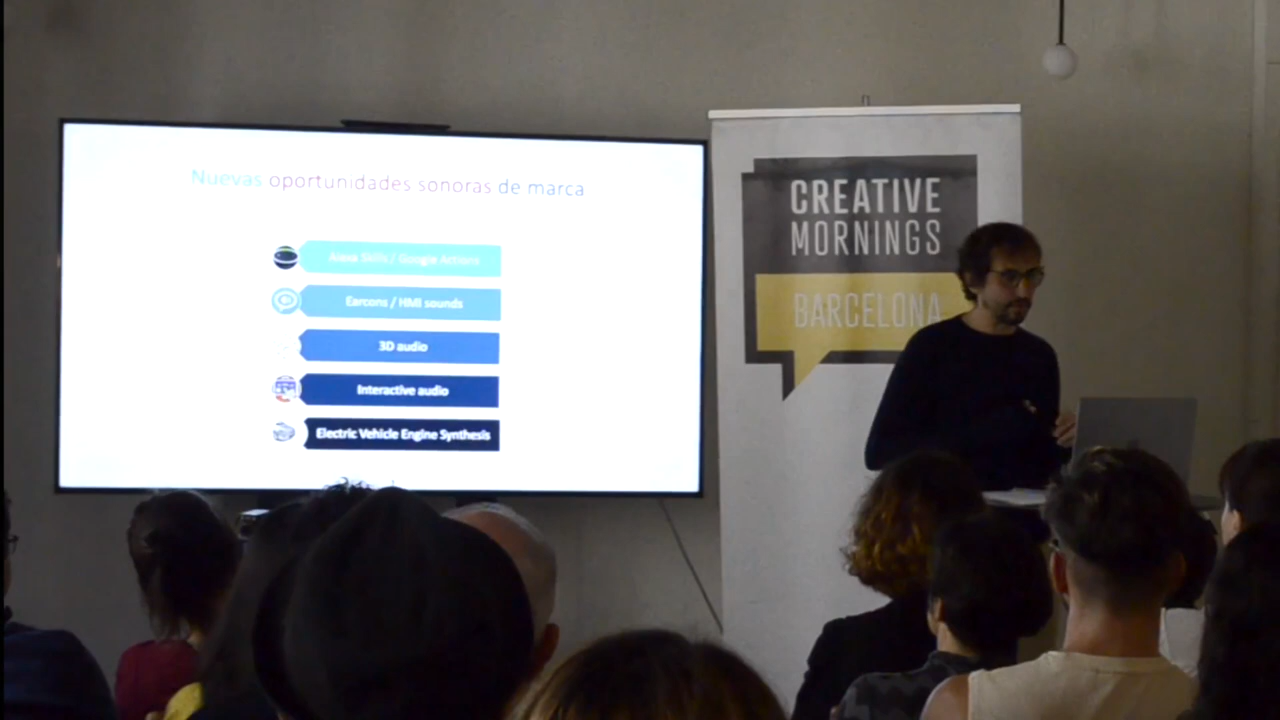 Nuevas oportunidades sonoras de marca
Alexa Skills / Google Actions
Earcons / HMI sounds
3D audio
Interactive audio
Electric Vehicle Engine Synthesis
CREATIVE
MORNINGS
BARCELONA